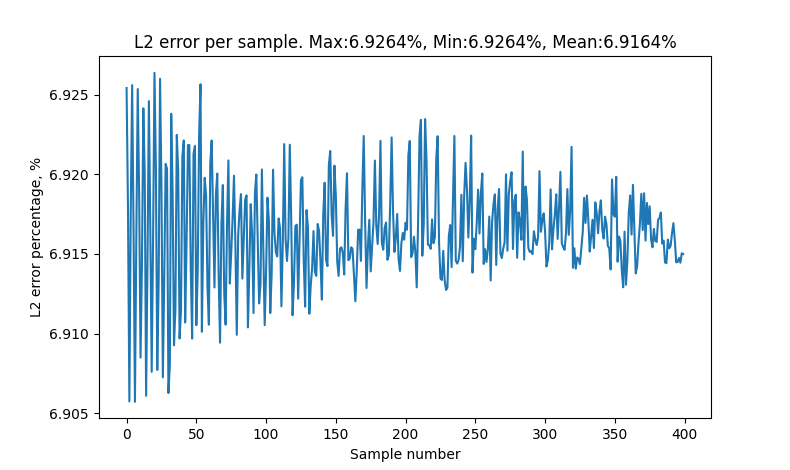 L2 error per sample. Max:6.9264%, Min:6.9264%, Mean:6.9164%
L2 error percentage, %
6.925
6.920
6.915
6.910
6.905
0 50 100 150 200 250 300 350 400
Sample number